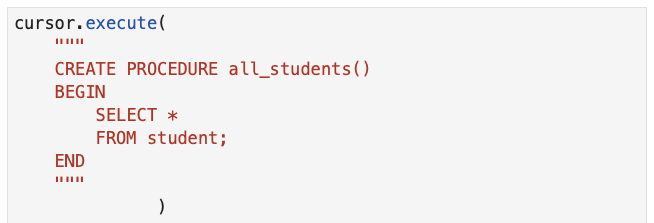 cursor.execute(
    """
    CREATE PROCEDURE all_students()
    BEGIN
        SELECT *
        FROM student;
    END
    """
              )